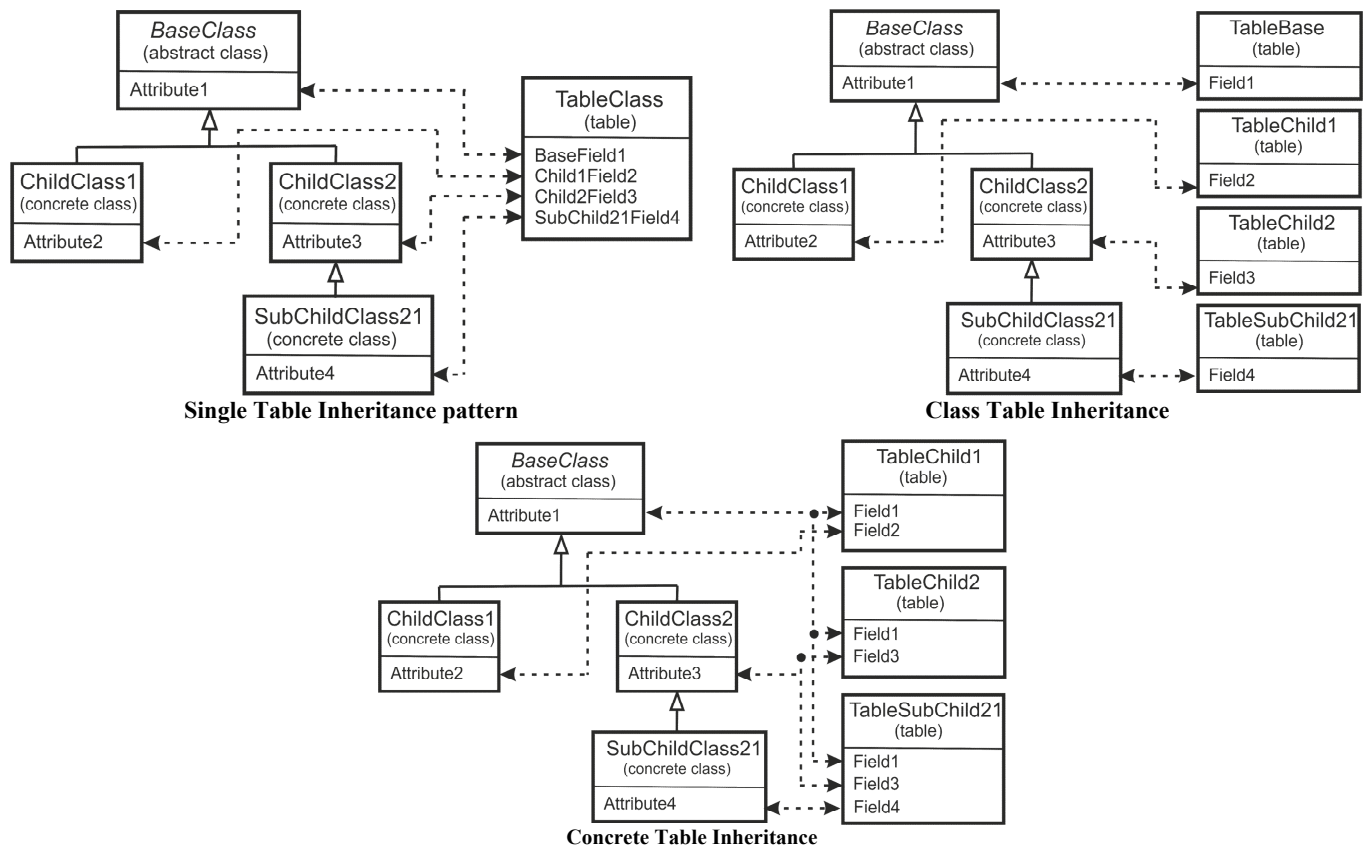 BaseClass
(abstract class)
Attribute1
TableClass
(table)
BaseField1
Child1Field2
Child2Field3
SubChild21Field4
ChildClass1
(concrete class)
Attribute2
ChildClass2
(concrete class)
Attribute3
SubChildClass21
(concrete class)
Attribute4
Single Table Inheritance pattern
BaseClass
(abstract class)
Attribute1
TableBase
(table)
Field1
TableChild1
(table)
Field2
ChildClass1
(concrete class)
Attribute2
ChildClass2
(concrete class)
Attribute3
TableChild2
(table)
Field3
SubChildClass21
(concrete class)
Attribute4
TableSubChild21
(table)
Field4
Class Table Inheritance
BaseClass
(abstract class)
Attribute1
TableChild1
(table)
Field1
Field2
ChildClass1
(concrete class)
Attribute2
ChildClass2
(concrete class)
Attribute3
TableChild2
(table)
Field1
Field3
SubChildClass21
(concrete class)
Attribute4
TableSubChild21
(table)
Field1
Field3
Field4
Concrete Table Inheritance